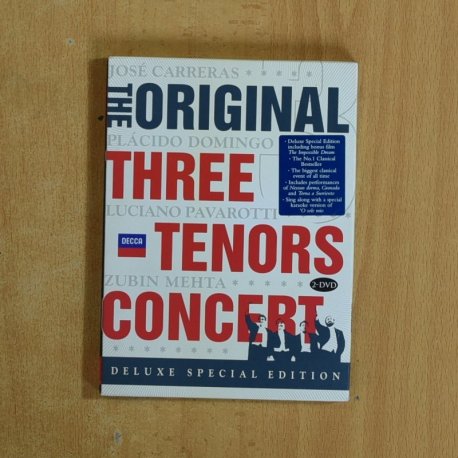 JOSÉ CARRERAS * * * * *
THE ORIGINAL
3
PLÁCIDO DOMINGO
THREE
LUCIANO PAVAROTTI
TENORS
ZUBIN MEHTA * * * * *
CONCERT
* * * * * * *
• Deluxe Special Edition
including bonus film
The Impossible Dream
• The No.1 Classical
Bestseller
• The biggest classical
event of all time
• Includes performances
of Nessun dorma, Granada
and Torna a Surriento
• Sing along with a special
karaoke version of
'O sole mio
DECCA
2-DVD
DELUXE SPECIAL EDITION